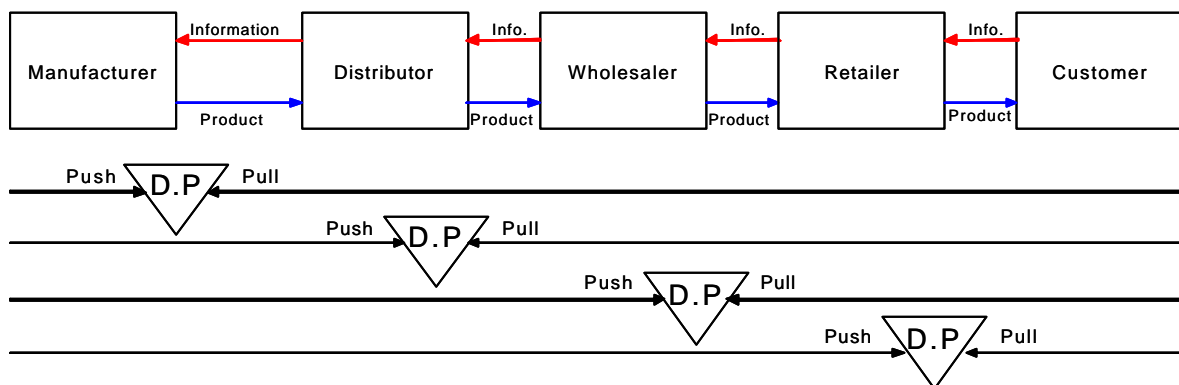 Information
Info.
Info.
Info.
Manufacturer
Distributor
Wholesaler
Retailer
Customer
Product
Product
Product
Product
Push
D.P
Pull
Push
D.P
Pull
Push
D.P
Pull
Push
D.P
Pull